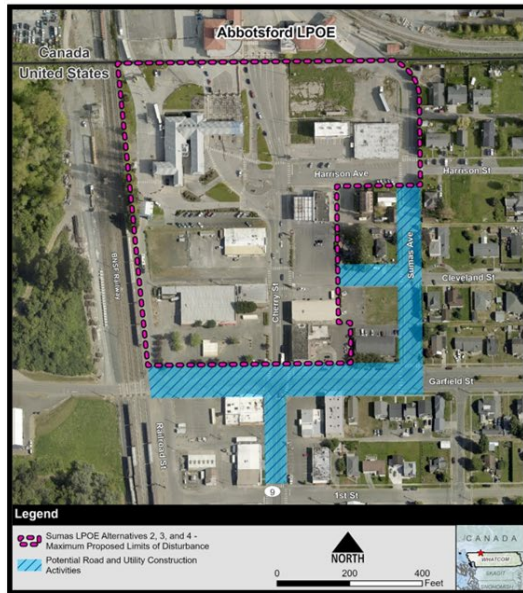 Abbotsford LPOE
Canada
United States
Harrison Ave
Harrison St
Sumas Ave
BNSF Railway
Cleveland St
Cherry St
Garfield St
Railroad St
9
1st St
Legend
Sumas LPOE Alternatives 2, 3, and 4 -
Maximum Proposed Limits of Disturbance
Potential Road and Utility Construction
Activities
NORTH
0 200 400
Feet
CANADA
WHATCOM
SKAGIT
SNOHOMISH